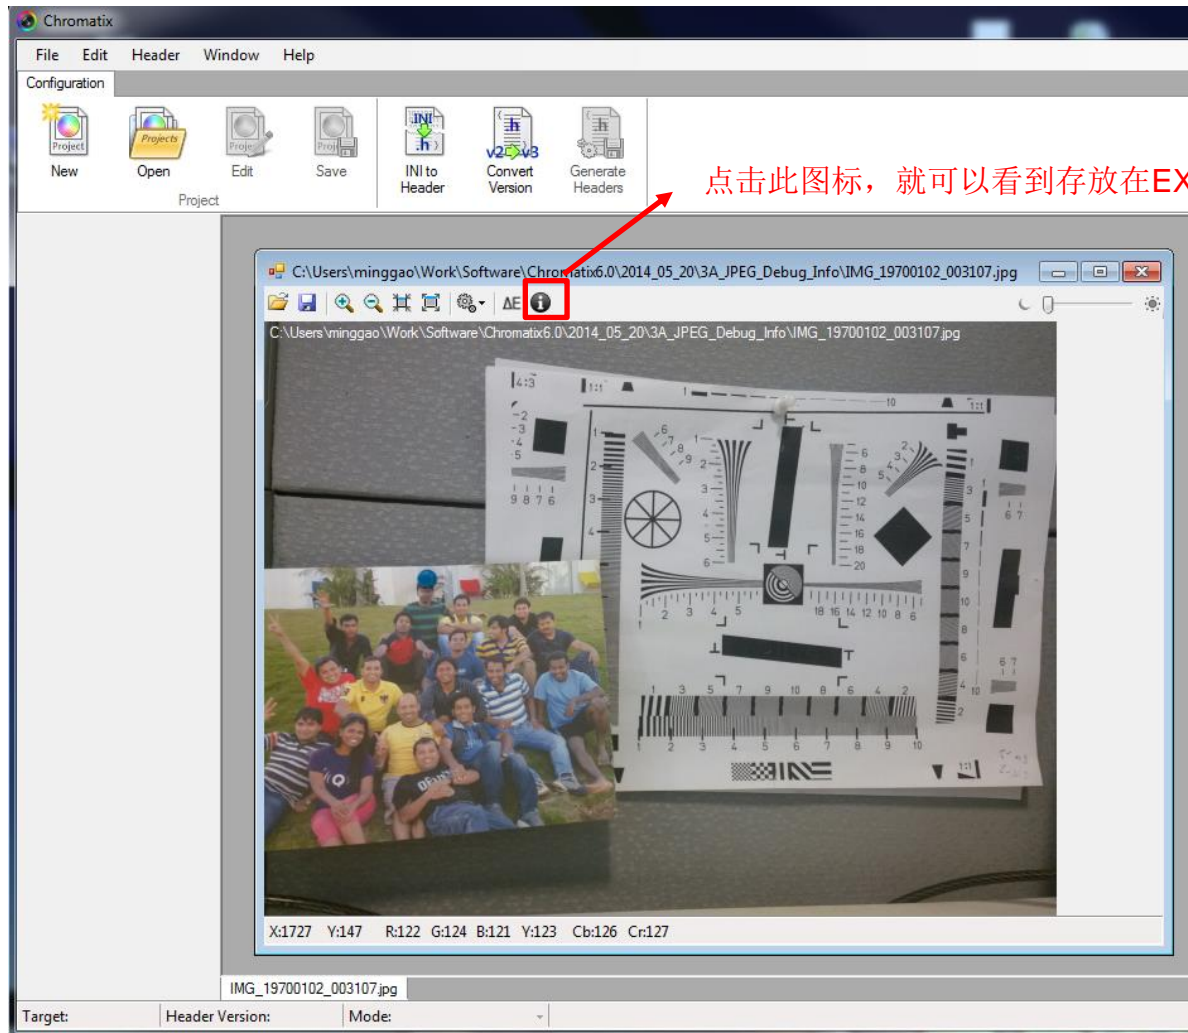 Chromatix
File Edit Header Window Help
Configuration
New Open Edit Save INI to Header Convert Version Generate Headers
Project
点击此图标，就可以看到存放在EX
C:\Users\minggao\Work\Software\Chromatix6.0\2014_05_20\3A_JPEG_Debug_Info\IMG_19700102_003107.jpg
ΔE
C:\Users\minggao\Work\Software\Chromatix6.0\2014_05_20\3A_JPEG_Debug_Info\IMG_19700102_003107.jpg
X:1727 Y:147 R:122 G:124 B:121 Y:123 Cb:126 Cr:127
IMG_19700102_003107.jpg
Target: Header Version: Mode: